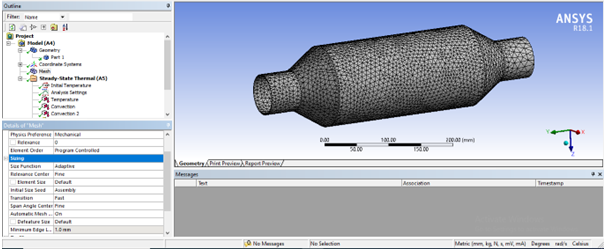 Outline
Filter: None
Project
Model (A4)
Geometry
Part 1
Coordinate Systems
Mesh
Steady-State Thermal (A5)
Initial Temperature
Analysis Settings
Temperature
Convection
Convection 2
Details of "Mesh"
Physics Preference Mechanical
Relevance 0
Element Order Program Controlled
Sizing
Size Function Adaptive
Relevance Center Fine
Element Size Default
Initial Size Seed Assembly
Transition Fast
Span Angle Center Fine
Automatic Mesh ... On
Defeature Size Default
Minimum Edge L... 1.0 mm
ANSYS
R18.1
0.00 100.00 200.00 (mm)
50.00 150.00
Y X
Z
Geometry Print Preview Report Preview
Messages
Text Association Timestamp
No Messages No Selection Metric (mm, kg, N, s, mV, mA) Degrees rad/s Celsius